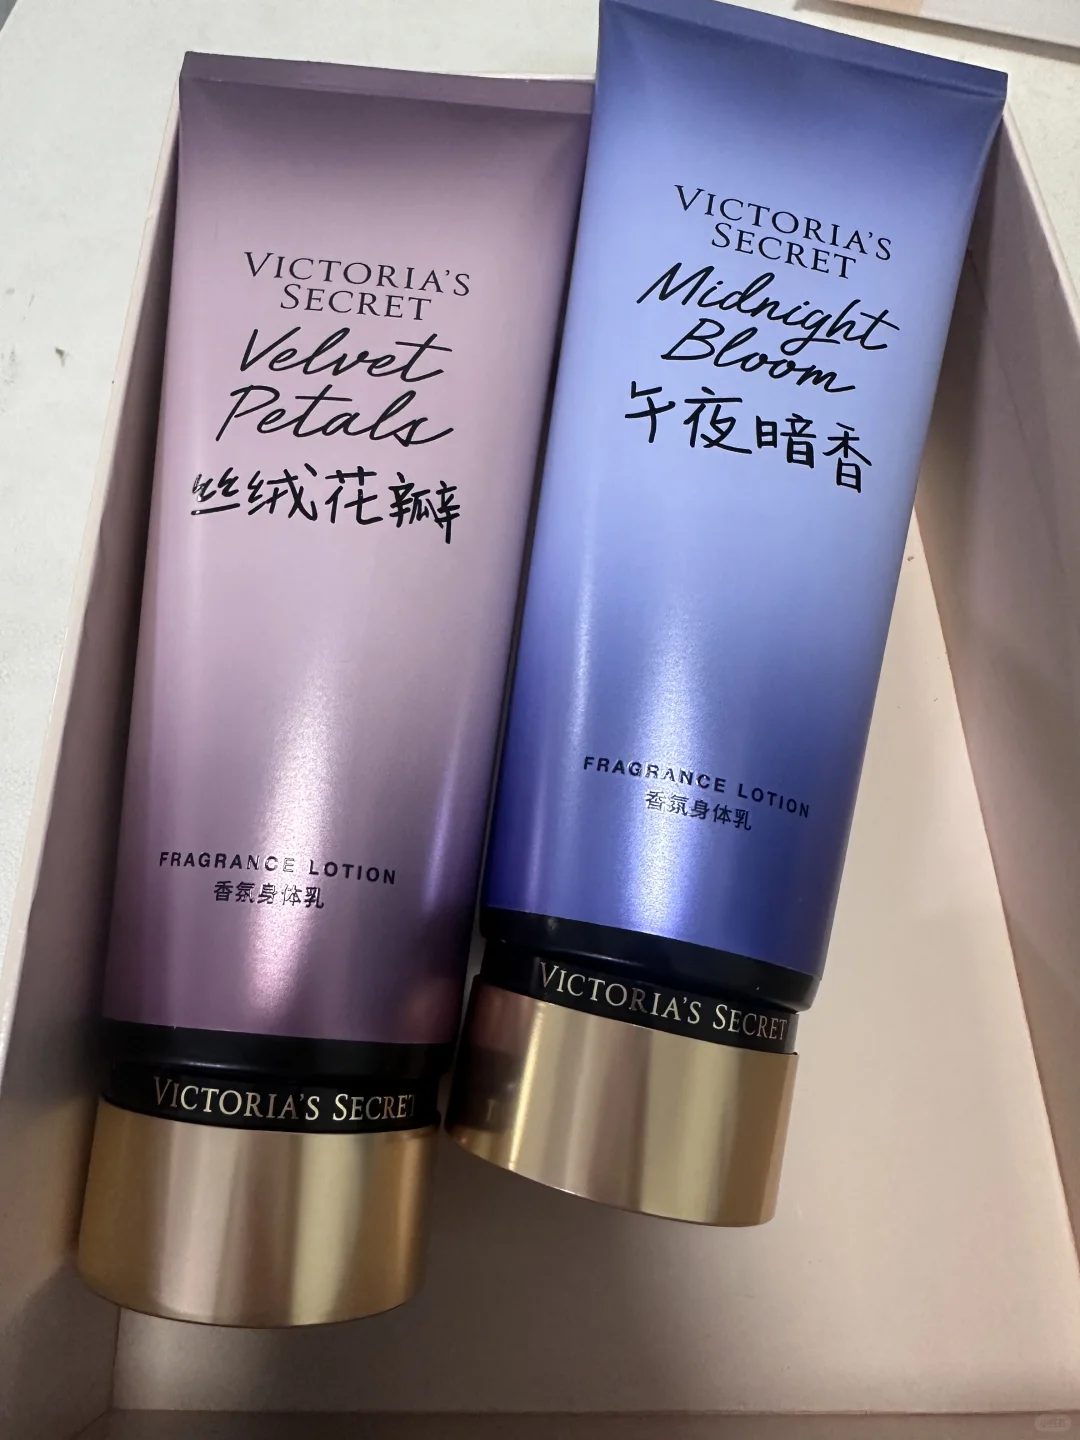 VICTORIA'S
SECRET
Velvet
Petals
丝绒花瓣
FRAGRANCE LOTION
香氛身体乳
VICTORIA'S SECRET
VICTORIA'S
SECRET
Midnight
Bloom
午夜暗香
FRAGRANCE LOTION
香氛身体乳
VICTORIA'S SECRET